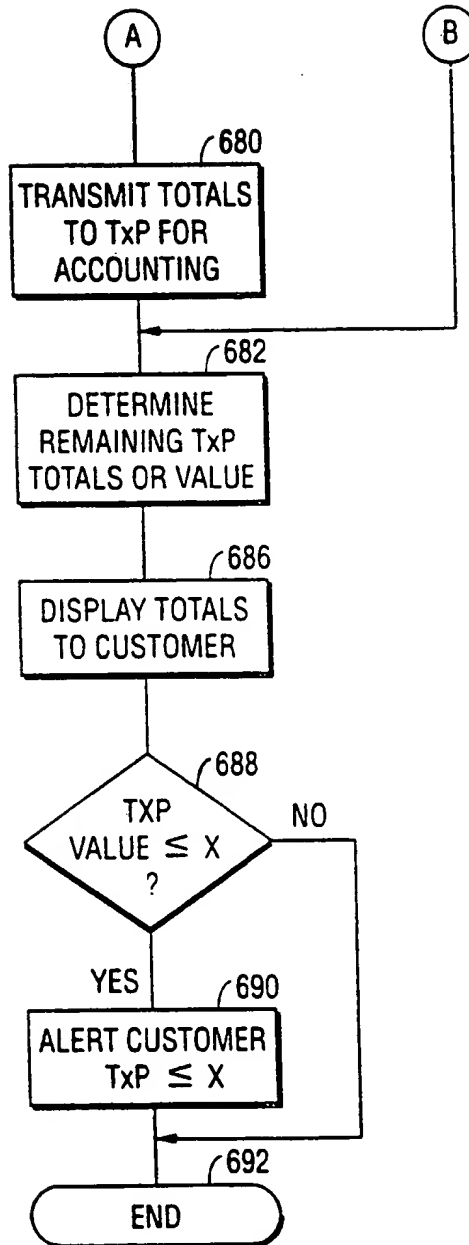 A
B
680
TRANSMIT TOTALS
TO TxP FOR
ACCOUNTING
682
DETERMINE
REMAINING TxP
TOTALS OR VALUE
686
DISPLAY TOTALS
TO CUSTOMER
688
TXP
VALUE ≤ X
?
NO
YES
690
ALERT CUSTOMER
TxP ≤ X
692
END